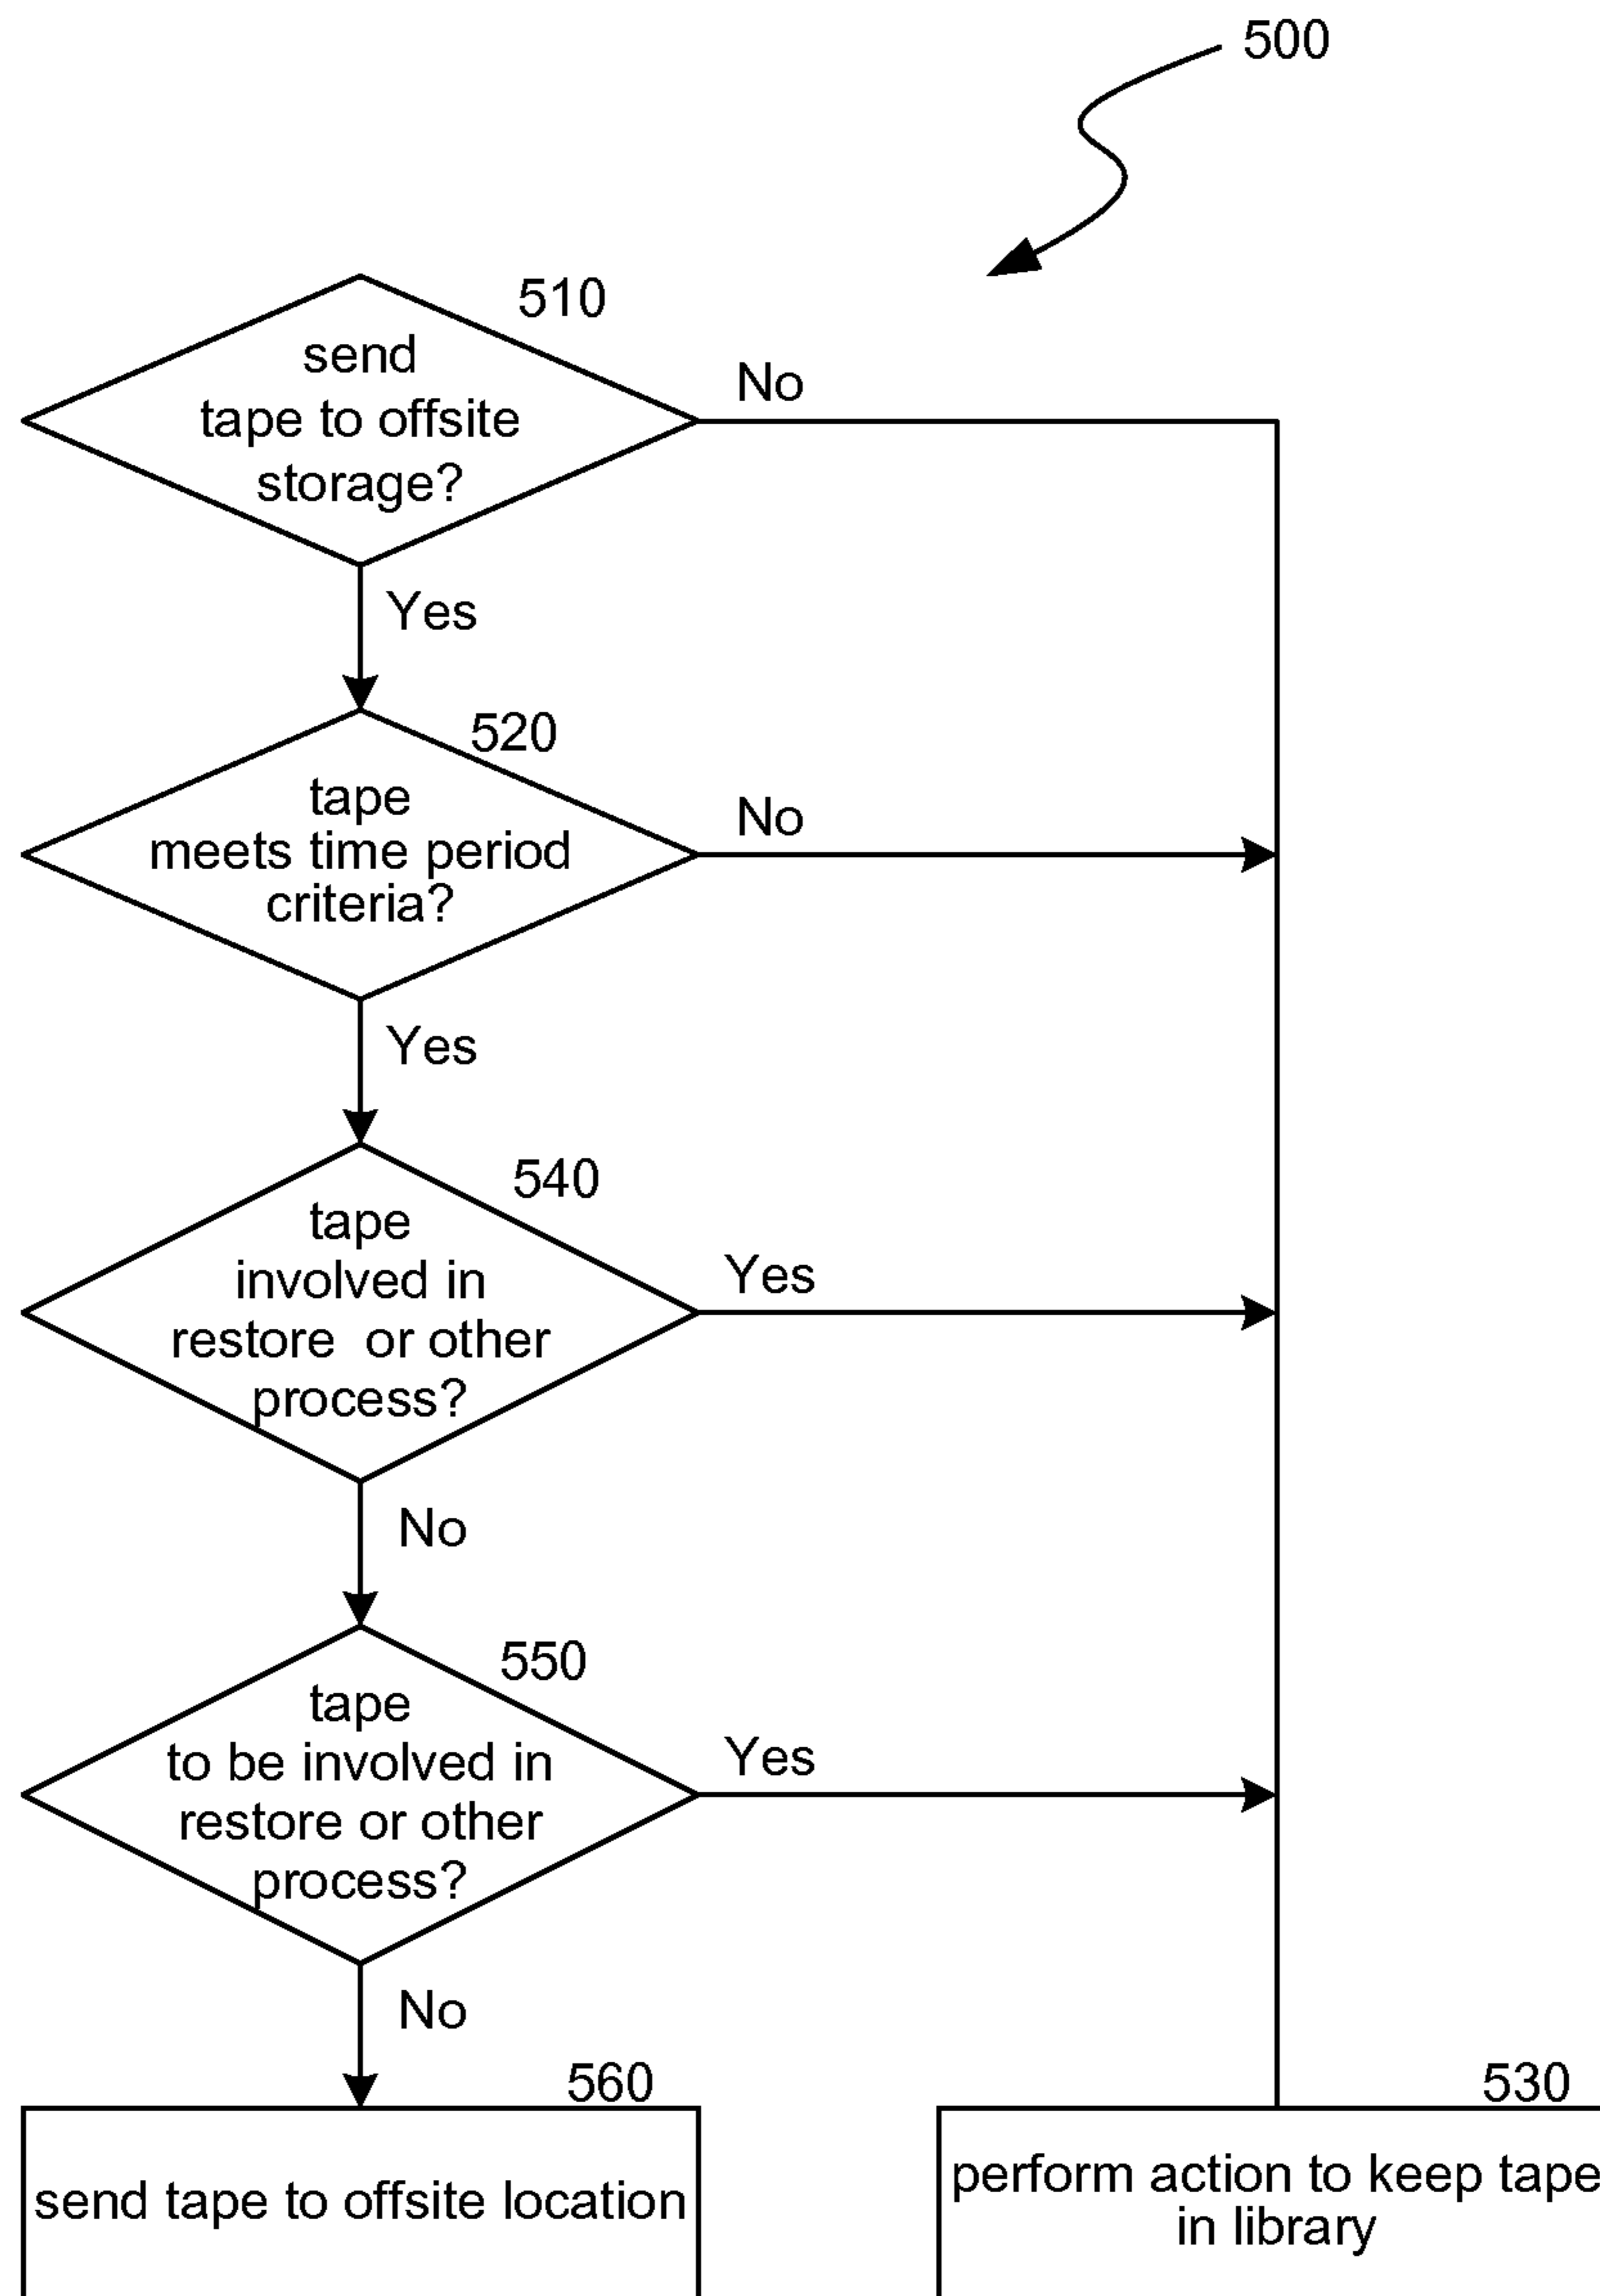 500
510
send
tape to offsite
storage?
No
Yes
520
tape
meets time period
criteria?
No
Yes
540
tape
involved in
restore or other
process?
Yes
No
550
tape
to be involved in
restore or other
process?
Yes
No
560
send tape to offsite location
530
perform action to keep tape
in library